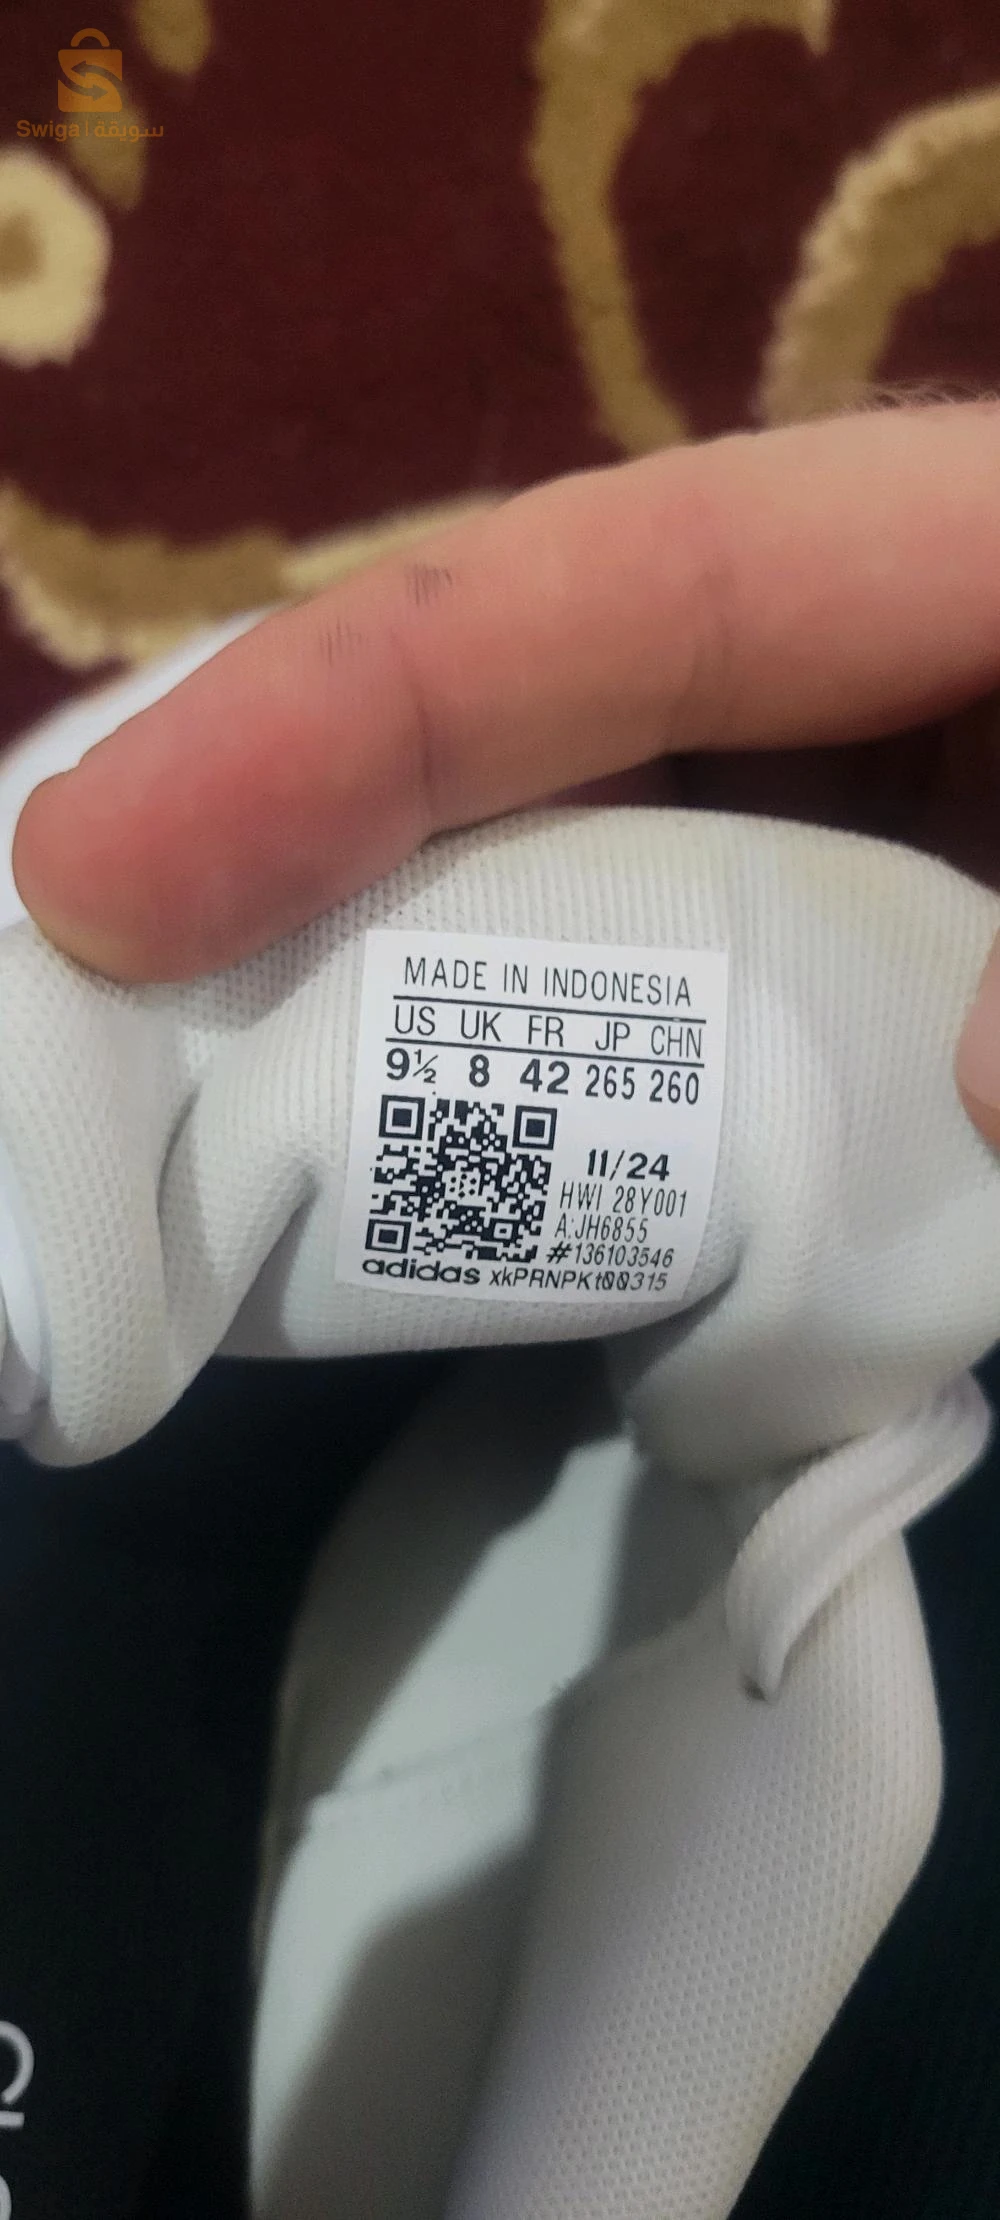 Swiga | سويقة
MADE IN INDONESIA
US UK FR JP CHN
9½ 8 42 265 260
11/24
HWI 28Y001
A:JH6855
#136103546
adidas xkPRNPKt00315